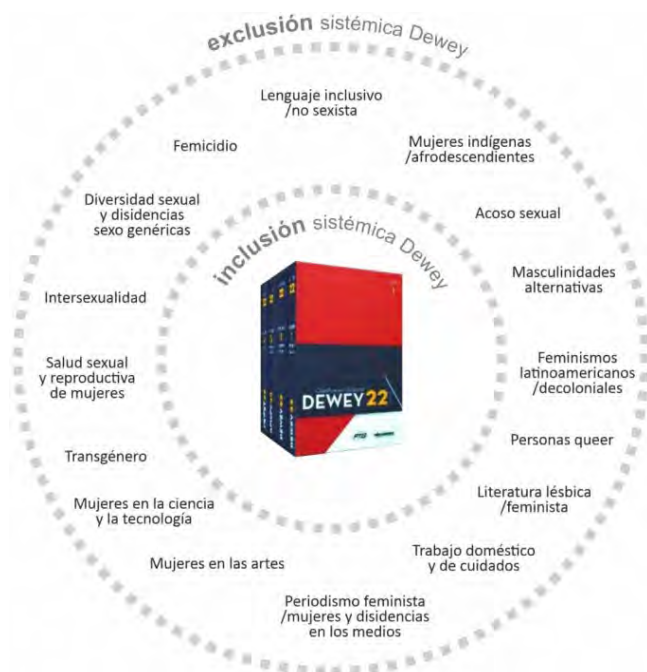 exclusión sistémica Dewey
Lenguaje inclusivo
/no sexista
Femicidio
Mujeres indígenas
/afrodescendientes
Diversidad sexual
y disidencias
sexo genéricas
Acoso sexual
inclusión sistémica Dewey
Masculinidades
alternativas
Intersexualidad
Salud sexual
y reproductiva
de mujeres
Feminismos
latinoamericanos
/decoloniales
DEWEY 22
Personas queer
Transgénero
Mujeres en la ciencia
y la tecnología
Literatura lésbica
/feminista
Mujeres en las artes
Trabajo doméstico
y de cuidados
Periodismo feminista
/mujeres y disidencias
en los medios